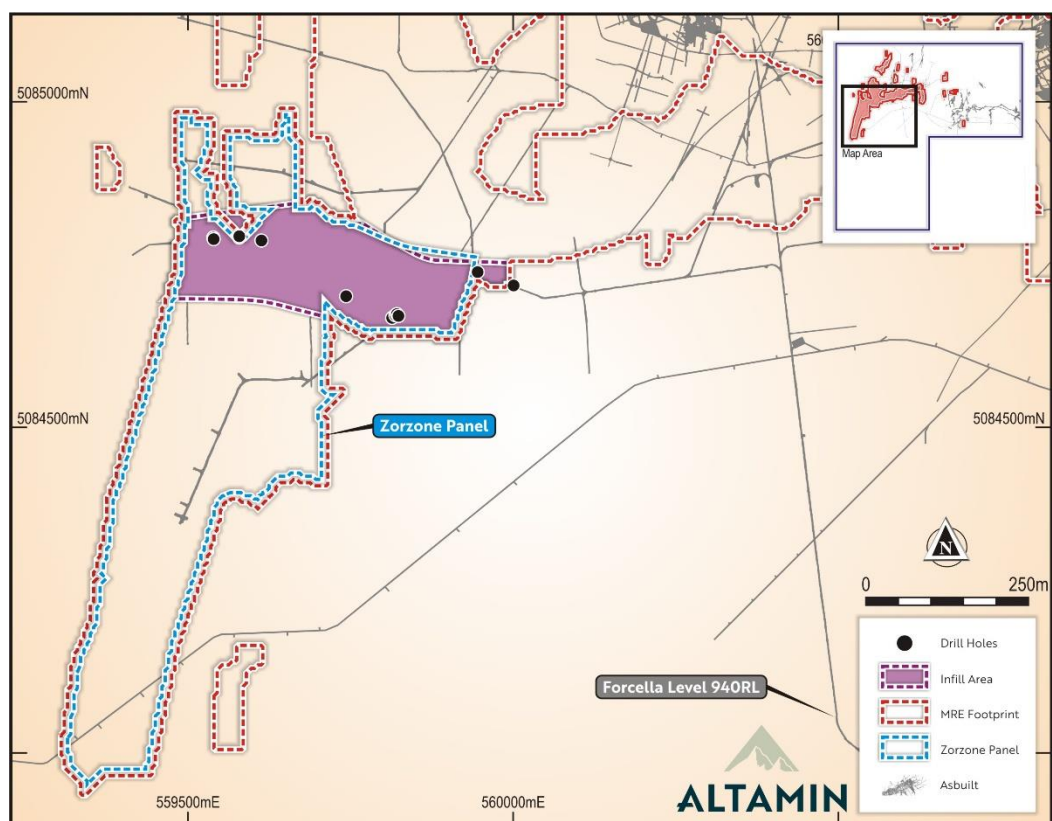 56
Map Area
5085000mN
Zorzone Panel
5084500mN
5084500mN
N
0
250m
Drill Holes
Infill Area
MRE Footprint
Zorzone Panel
Asbuilt
Forcella Level 940RL
ALTAMIN
559500mE
560000mE